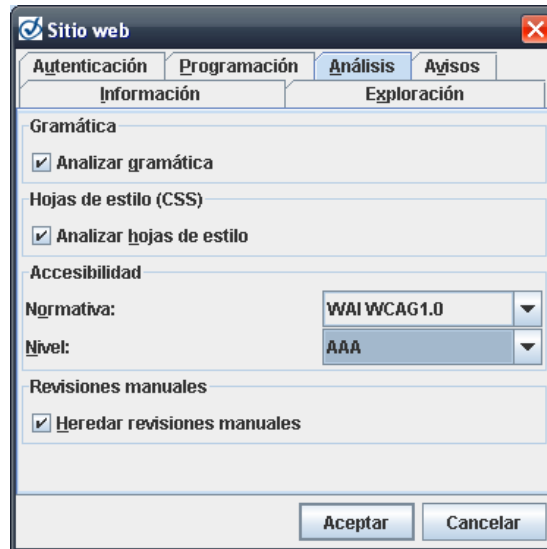 Sitio web
Autenticación Programación Análisis Avisos
Información Exploración
Gramática
Analizar gramática
Hojas de estilo (CSS)
Analizar hojas de estilo
Accesibilidad
Normativa: WAI WCAG1.0
Nivel: AAA
Revisiones manuales
Heredar revisiones manuales
Aceptar Cancelar